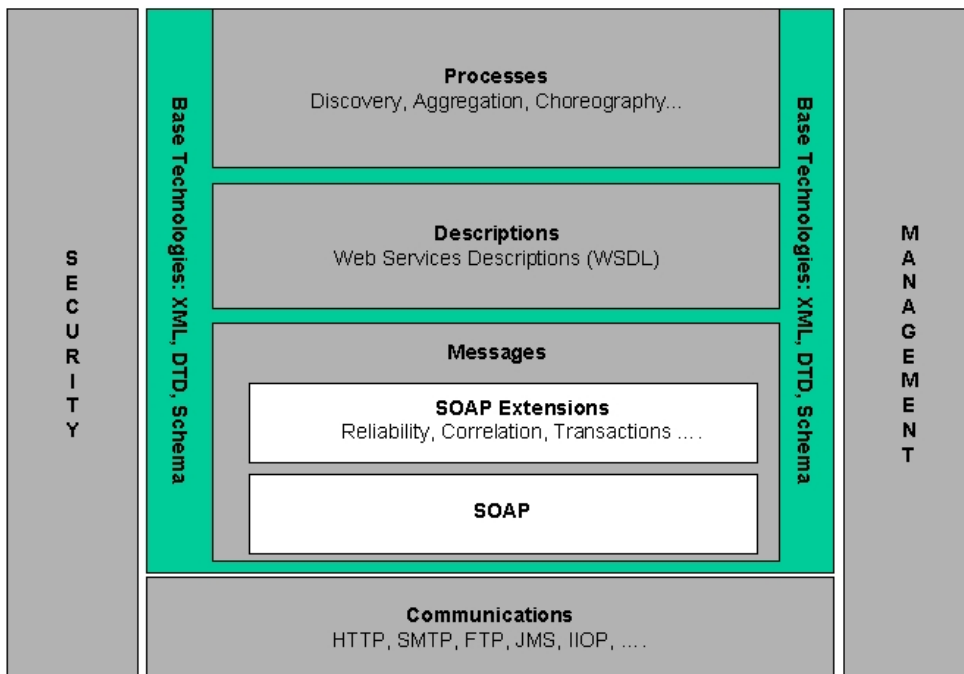 Processes
Discovery, Aggregation, Choreography...
Base Technologies: XML, DTD, Schema
Base Technologies: XML, DTD, Schema
Descriptions
Web Services Descriptions (WSDL)
SECURITY
MANAGEMENT
Messages
SOAP Extensions
Reliability, Correlation, Transactions ....
SOAP
Communications
HTTP, SMTP, FTP, JMS, IIOP, ....